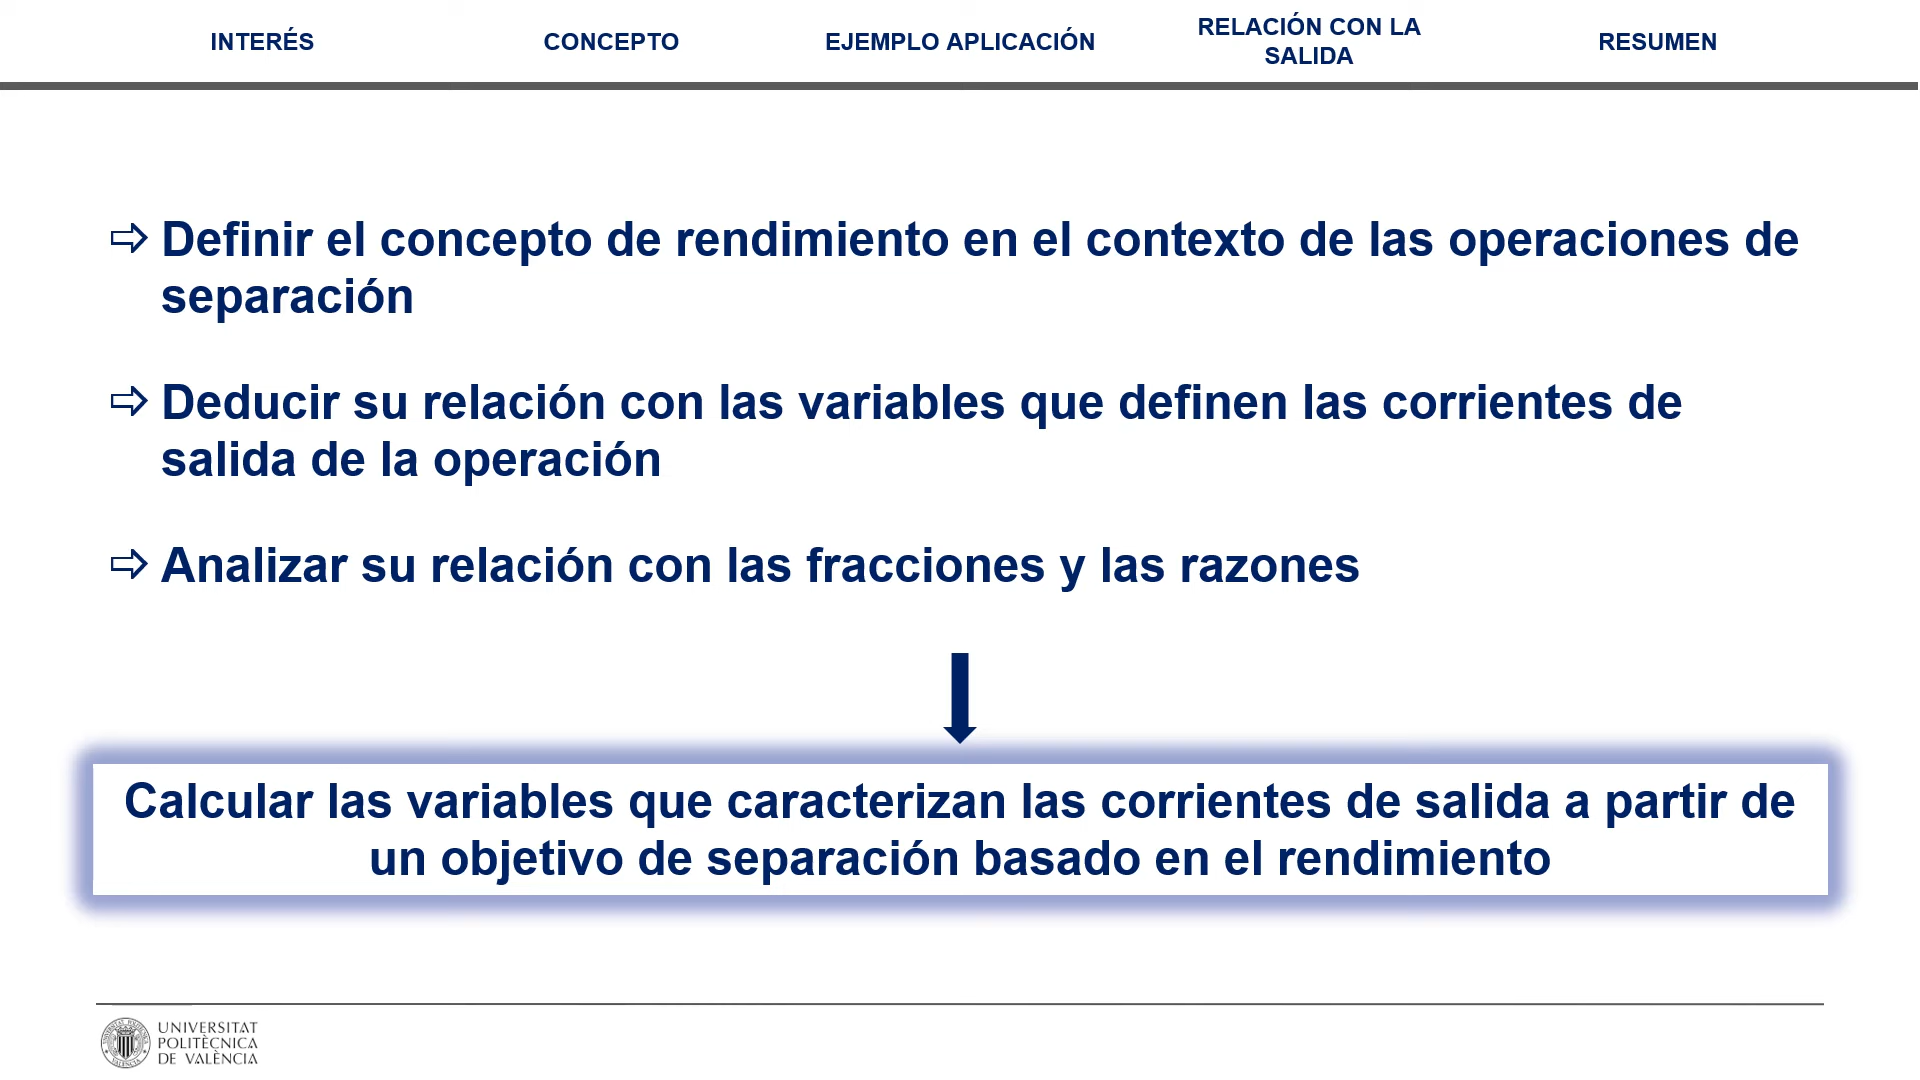 INTERÉS
CONCEPTO
EJEMPLO APLICACIÓN
RELACIÓN CON LA
SALIDA
RESUMEN
Definir el concepto de rendimiento en el contexto de las operaciones de
separación
Deducir su relación con las variables que definen las corrientes de
salida de la operación
Analizar su relación con las fracciones y las razones
Calcular las variables que caracterizan las corrientes de salida a partir de
un objetivo de separación basado en el rendimiento
UNIVERSITAT
POLITÈCNICA
DE VALÈNCIA